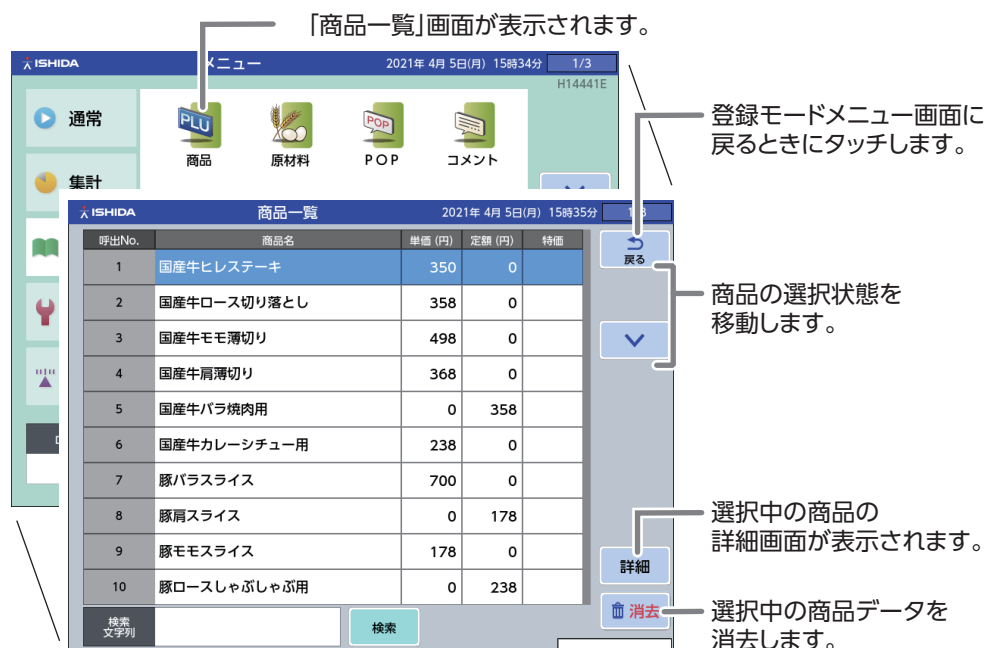 「商品一覧」画面が表示されます。
ISHIDA メニュー 2021年 4月 5日(月) 15時34分 1/3
H14441E
通常
商品 原材料 POP コメント
PLU POP
集計
登録モードメニュー画面に
戻るときにタッチします。
ISHIDA 商品一覧 2021年 4月 5日(月) 15時35分
呼出No. 商品名 単価 (円) 定額 (円) 特価
戻る
1 国産牛ヒレステーキ 350 0
2 国産牛ロース切り落とし 358 0
3 国産牛モモ薄切り 498 0
4 国産牛肩薄切り 368 0
5 国産牛バラ焼肉用 0 358
6 国産牛カレーシチュー用 238 0
7 豚バラスライス 700 0
8 豚肩スライス 0 178
9 豚モモスライス 178 0
10 豚ロースしゃぶしゃぶ用 0 238
商品の選択状態を
移動します。
詳細
選択中の商品の
詳細画面が表示されます。
消去
選択中の商品データを
消去します。
検索
文字列
検索